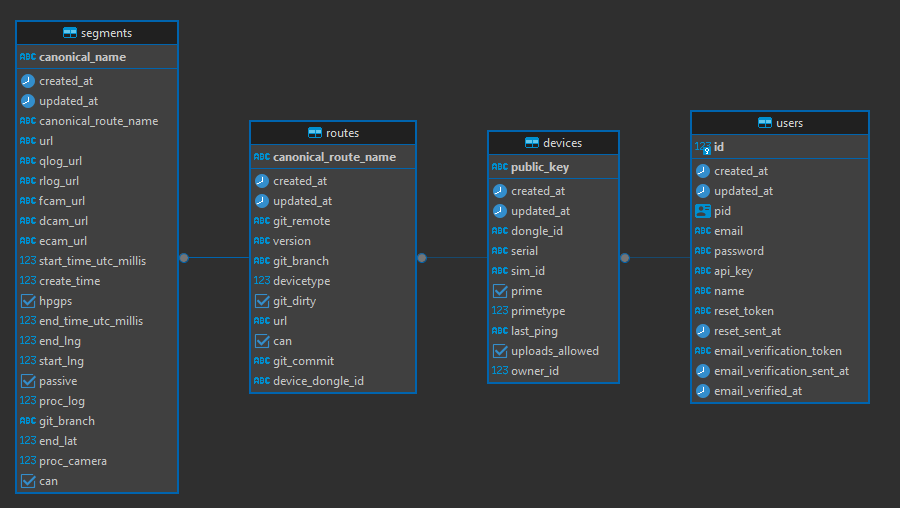 segments
ABC canonical_name
created_at
updated_at
ABC canonical_route_name
ABC url
ABC qlog_url
ABC rlog_url
ABC fcam_url
ABC dcam_url
ABC ecam_url
123 start_time_utc_millis
123 create_time
hpgps
123 end_time_utc_millis
123 end_lng
123 start_lng
passive
123 proc_log
ABC git_branch
123 end_lat
123 proc_camera
can
routes
ABC canonical_route_name
created_at
updated_at
ABC git_remote
ABC version
ABC git_branch
123 devicetype
git_dirty
ABC url
can
ABC git_commit
ABC device_dongle_id
devices
ABC public_key
created_at
updated_at
ABC dongle_id
ABC serial
ABC sim_id
prime
123 primetype
ABC last_ping
uploads_allowed
123 owner_id
users
123 id
created_at
updated_at
pid
ABC email
ABC password
ABC api_key
ABC name
ABC reset_token
reset_sent_at
ABC email_verification_token
email_verification_sent_at
email_verified_at